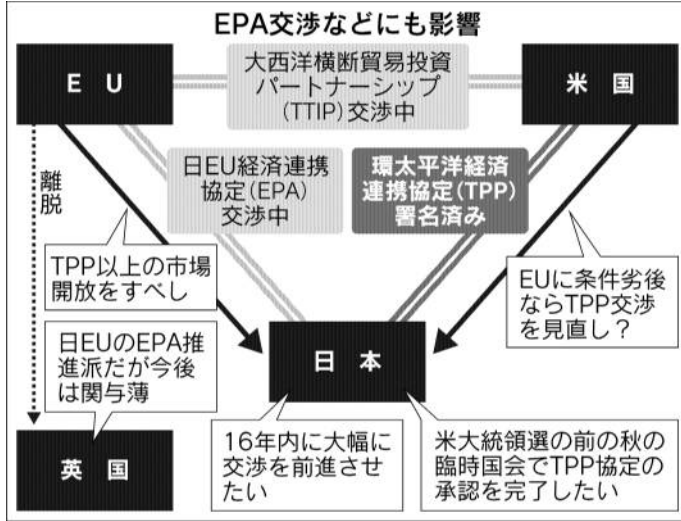 EPA交渉などにも影響
EU
大西洋横断貿易投資
パートナーシップ
(TTIP)交渉中
米国
離脱
日EU経済連携
協定(EPA)
交渉中
環太平洋経済
連携協定(TPP)
署名済み
TPP以上の市場
開放をすべし
EUに条件劣後
ならTPP交渉
を見直し?
日EUのEPA推
進派だが今後
は関与薄
日本
英国
16年内に大幅に
交渉を前進させ
たい
米大統領選の前の秋の
臨時国会でTPP協定の
承認を完了したい